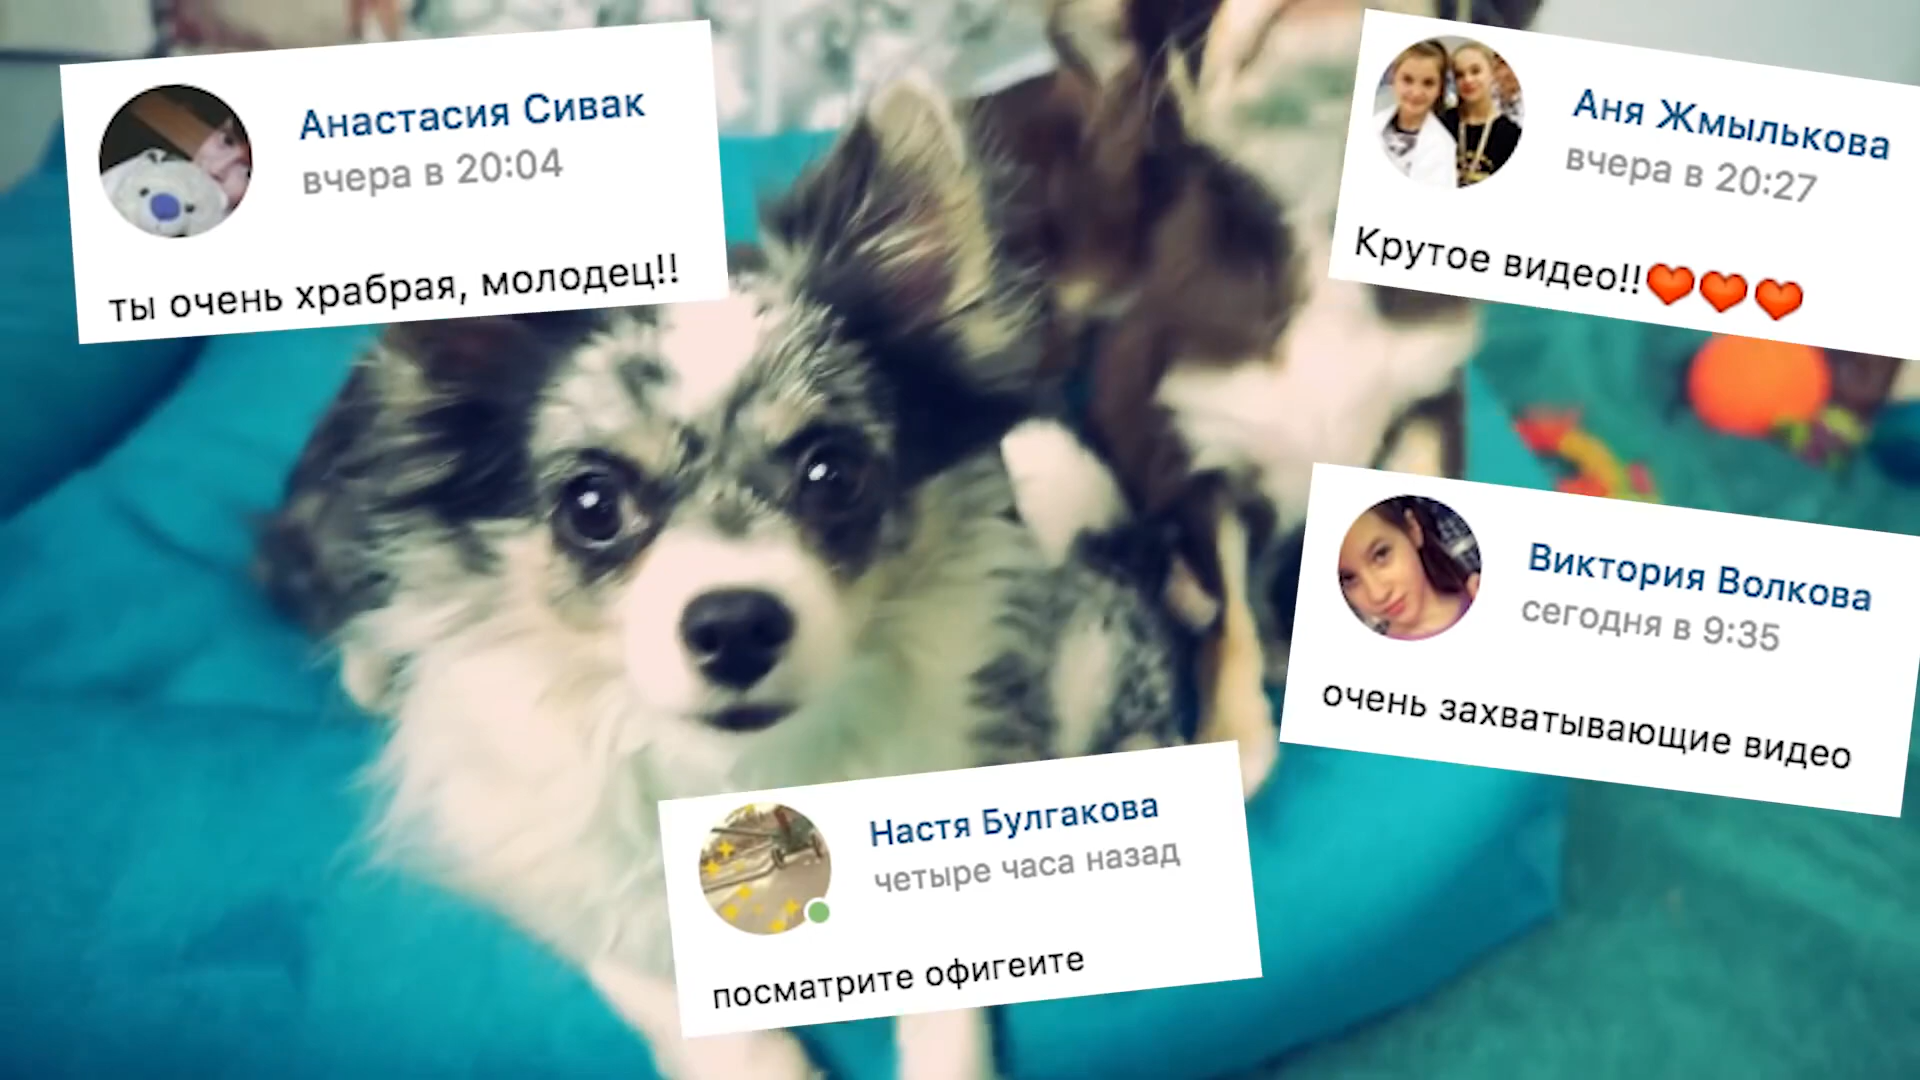 Анастасия Сивак
вчера в 20:04
ты очень храбрая, молодец!!
Аня Жмылькова
вчера в 20:27
Крутое видео!!❤❤❤
Виктория Волкова
сегодня в 9:35
очень захватывающие видео
Настя Булгакова
четыре часа назад
посматрите офигеите